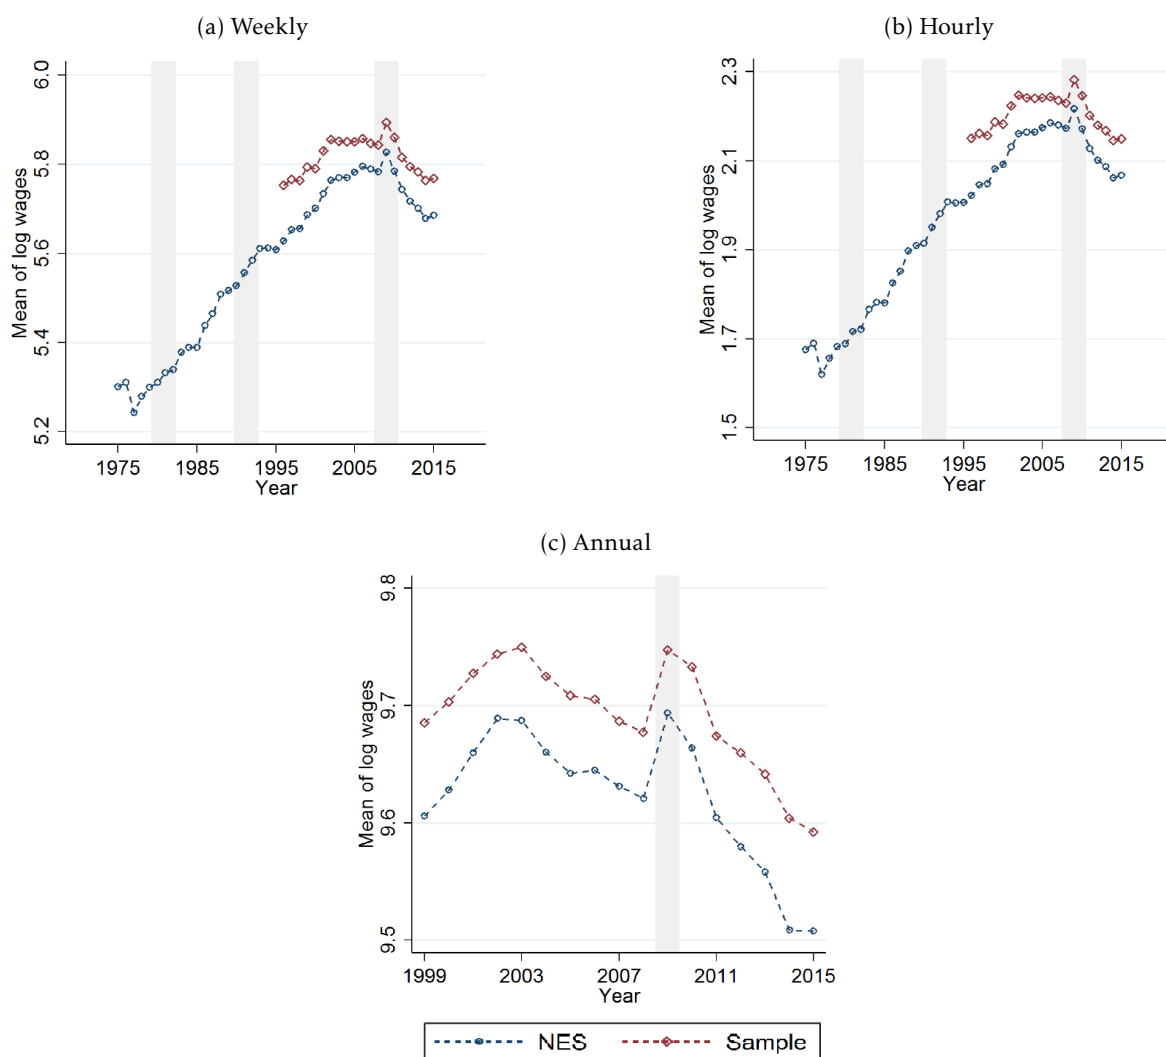 (a) Weekly
Mean of log wages
6.0
5.8
5.6
5.4
5.2
1975 1985 1995 2005 2015
Year
(b) Hourly
Mean of log wages
2.3
2.1
1.9
1.7
1.5
1975 1985 1995 2005 2015
Year
(c) Annual
Mean of log wages
9.8
9.7
9.6
9.5
1999 2003 2007 2011 2015
Year
NES Sample